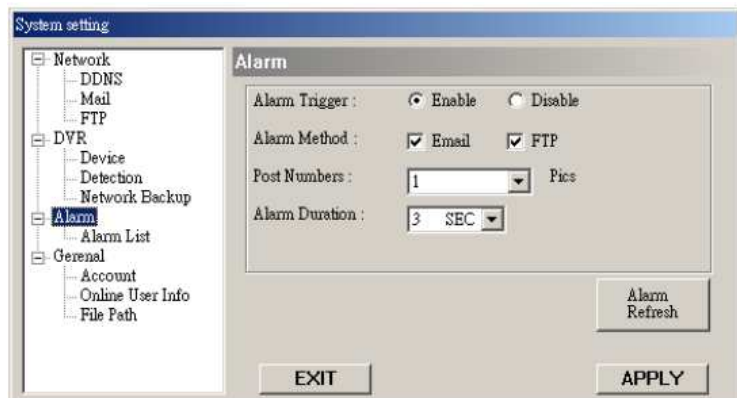 System setting
Network
DDNS
Mail
FTP
DVR
Device
Detection
Network Backup
Alarm
Alarm List
Gerenal
Account
Online User Info
File Path
Alarm
Alarm Trigger : Enable Disable
Alarm Method : Email FTP
Post Numbers : 1 Pics
Alarm Duration : 3 SEC
Alarm
Refresh
EXIT APPLY